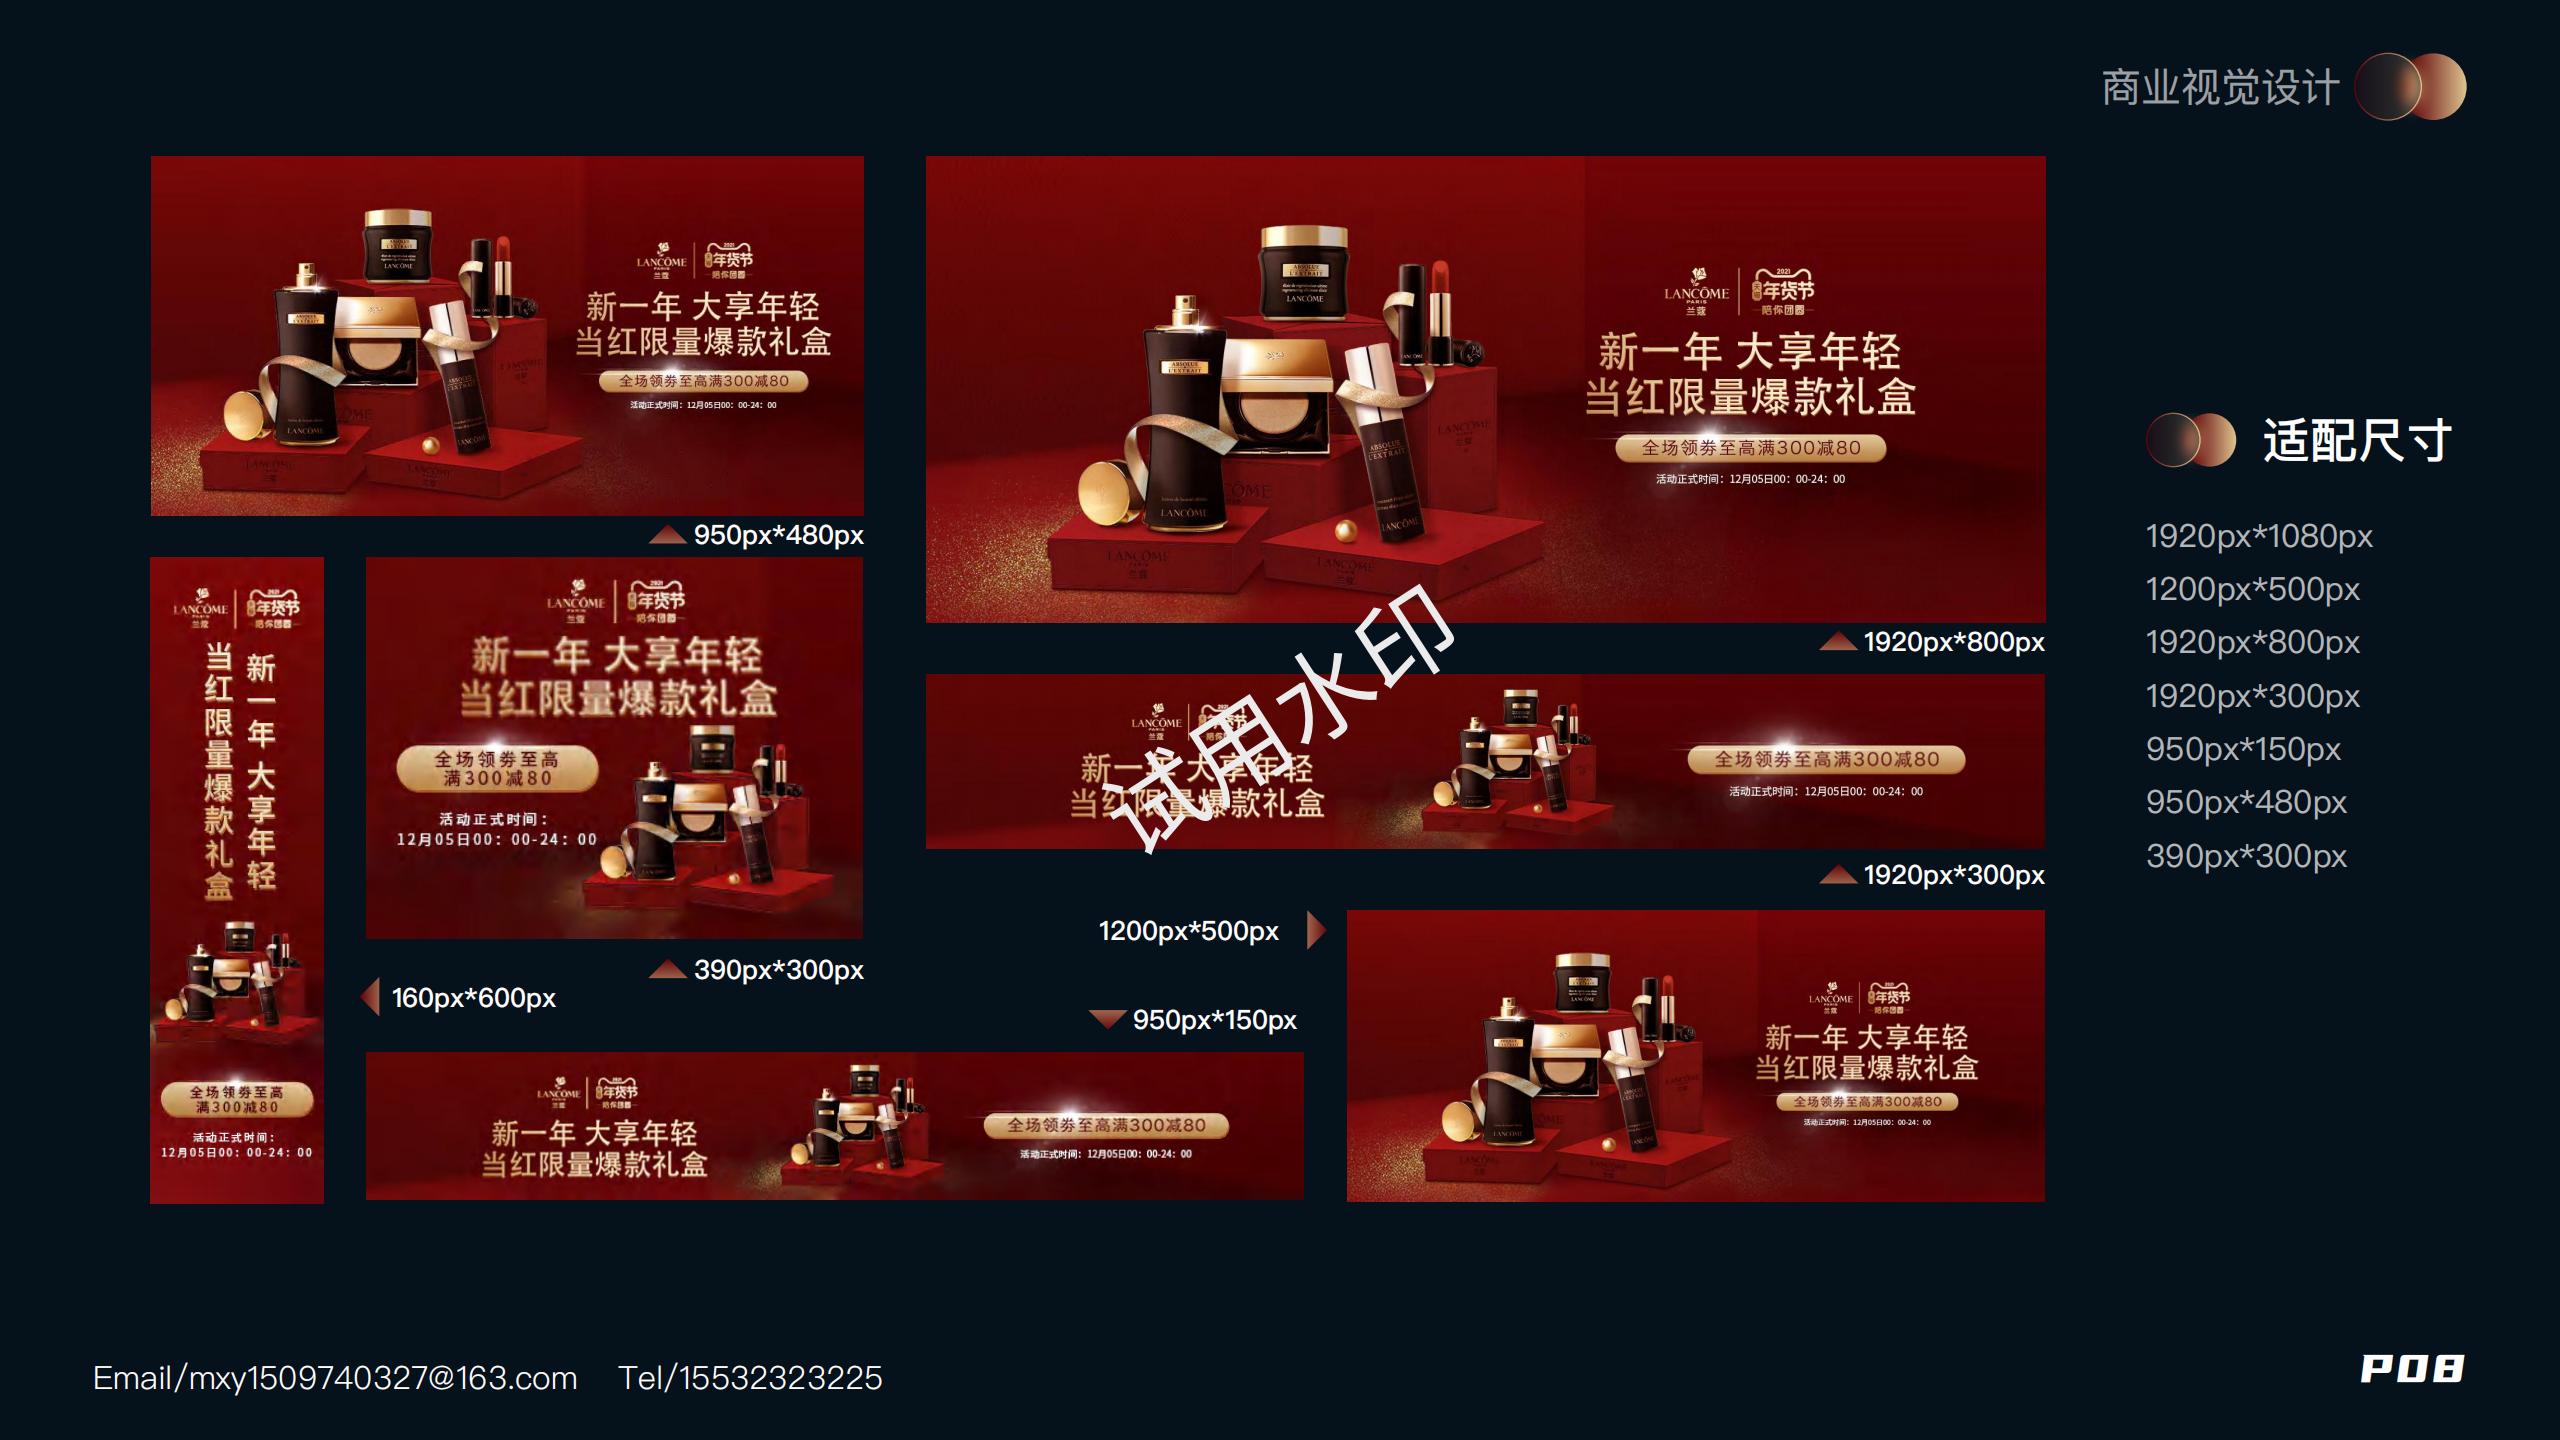 商业视觉设计
LANCÔME
PARIS
兰蔻
2021
年货节
陪你团圆
新一年 大享年轻
当红限量爆款礼盒
全场领券至高满300减80
活动正式时间：12月05日00：00-24：00
950px*480px
LANCÔME
PARIS
兰蔻
2021
天猫
年货节
陪你团圆
新一年 大享年轻
当红限量爆款礼盒
全场领券至高满300减80
活动正式时间：12月05日00：00-24：00
ABSOLUE
L'EXTRAIT
LANCÔME
ABSOLUE
L'EXTRAIT
LANCÔME
ABSOLUE
L'EXTRAIT
LANCÔME
LANCÔME
兰蔻
1920px*800px
LANCÔME
兰蔻
2021
年货节
陪你团圆
新一年 大享年轻
当红限量爆款礼盒
全场领券至高
满300减80
活动正式时间：
12月05日00：00-24：00
160px*600px
LANCÔME
兰蔻
2021
年货节
陪你团圆
新一年 大享年轻
当红限量爆款礼盒
全场领券至高
满300减80
活动正式时间：
12月05日00：00-24：00
390px*300px
LANCÔME
兰蔻
年货节
新一年 大享年轻
当红限量爆款礼盒
全场领券至高满300减80
活动正式时间：12月05日00：00-24：00
1920px*300px
试用水印
1200px*500px
LANCÔME
兰蔻
年货节
陪你团圆
新一年 大享年轻
当红限量爆款礼盒
全场领券至高满300减80
活动正式时间：12月05日00：00-24：00
950px*150px
LANCÔME
兰蔻
年货节
陪你团圆
新一年 大享年轻
当红限量爆款礼盒
全场领券至高满300减80
活动正式时间：12月05日00：00-24：00
适配尺寸
1920px*1080px
1200px*500px
1920px*800px
1920px*300px
950px*150px
950px*480px
390px*300px
Email/mxy1509740327@163.com Tel/15532323225
P08